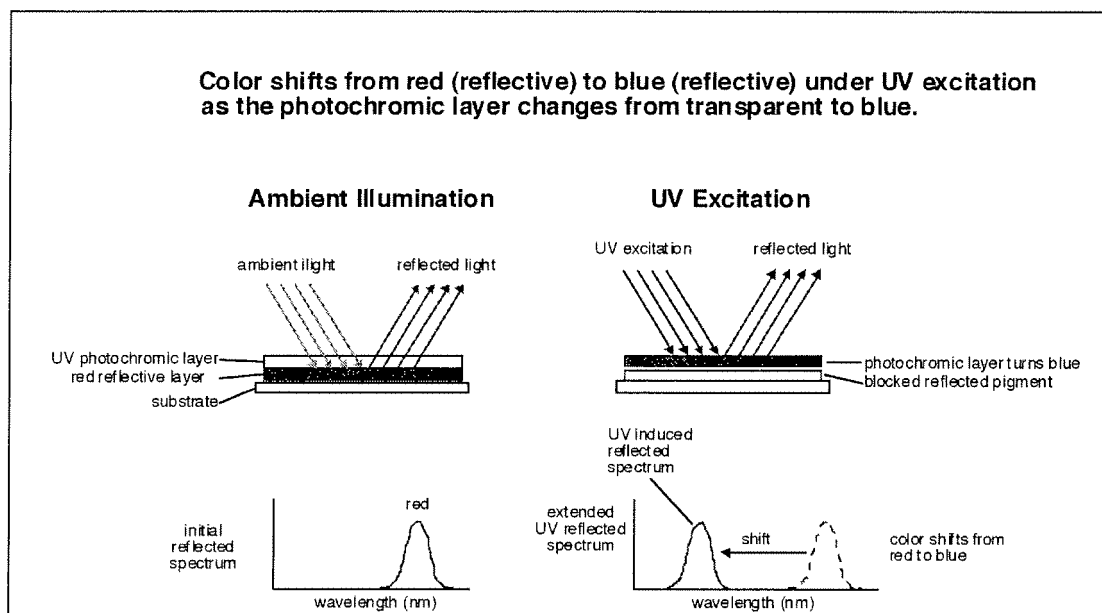 Color shifts from red (reflective) to blue (reflective) under UV excitation
as the photochromic layer changes from transparent to blue.
Ambient Illumination
UV Excitation
ambient ilight
reflected light
UV excitation
reflected light
UV photochromic layer
red reflective layer
substrate
photochromic layer turns blue
blocked reflected pigment
UV induced
reflected
spectrum
initial
reflected
spectrum
red
wavelength (nm)
extended
UV reflected
spectrum
shift
color shifts from
red to blue
wavelength (nm)